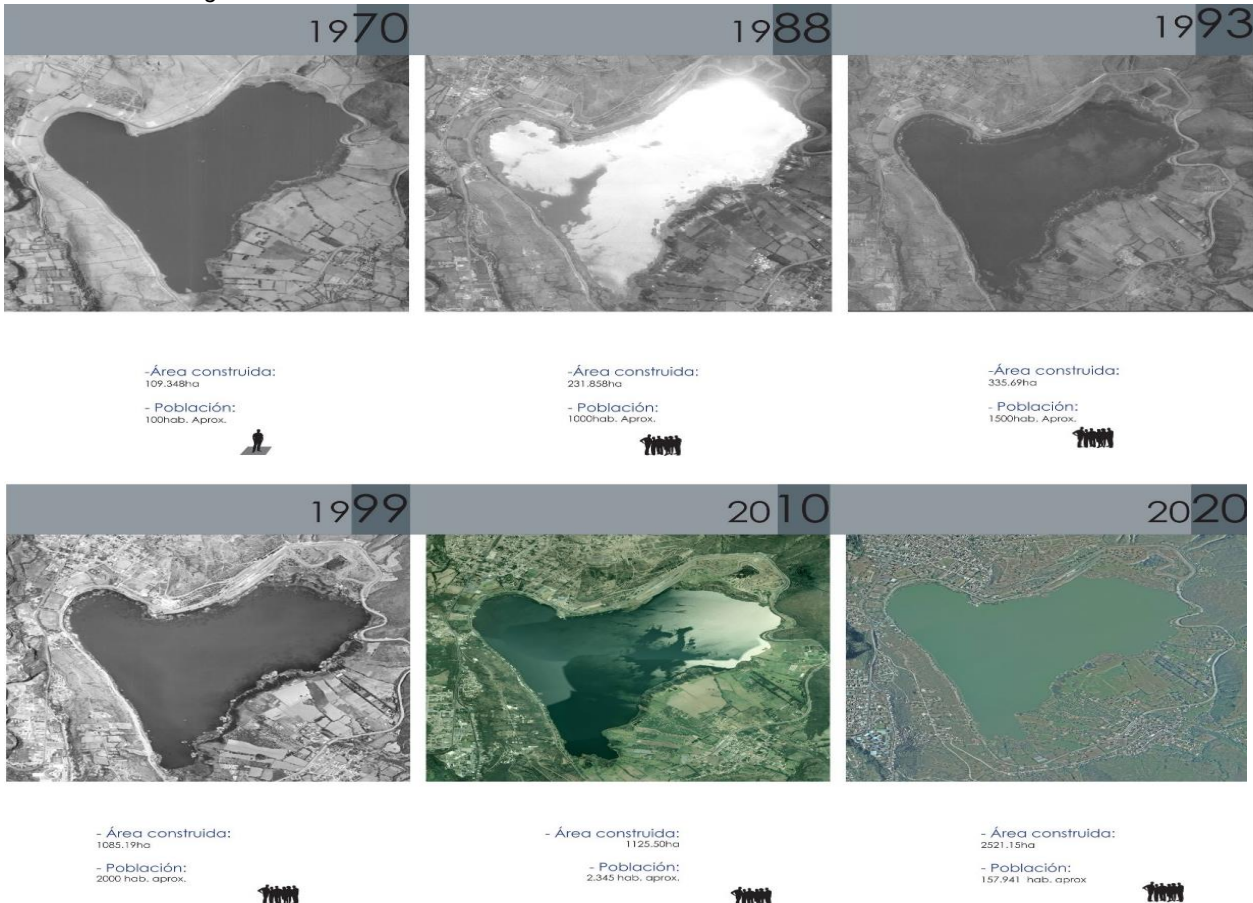 1970
1988
1993
-Área construida:
109.348ha
- Población:
100hab. Aprox.
-Área construida:
231.858ha
- Población:
1000hab. Aprox.
-Área construida:
335.69ha
- Población:
1500hab. Aprox.
1999
2010
2020
- Área construida:
1085.19ha
- Población:
2000 hab. aprox.
- Área construida:
1125.50ha
- Población:
2.345 hab. aprox.
- Área construida:
2521.15ha
- Población:
157.941 hab. aprox